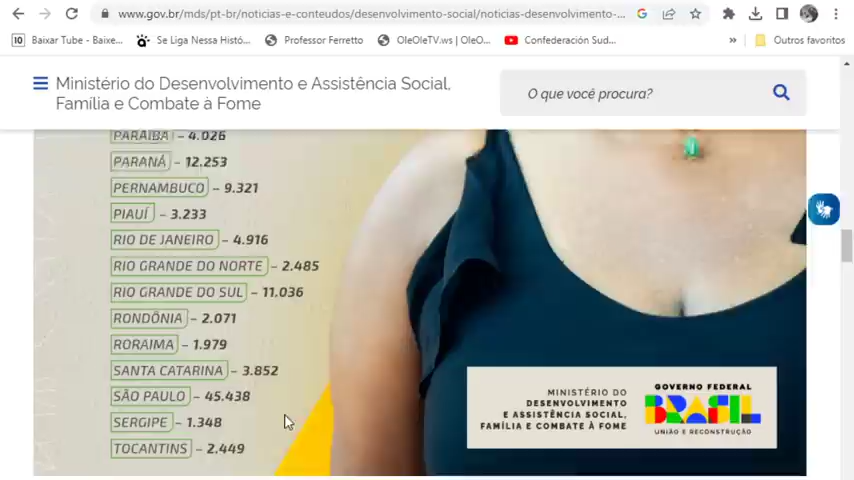 www.gov.br/mds/pt-br/noticias-e-conteudos/desenvolvimento-social/noticias-desenvolvimento-...
Baixar Tube - Baixe... Se Liga Nessa Histó... Professor Ferretto OleOleTV.ws | OleO... Confederación Sud... » Outros favoritos
Ministério do Desenvolvimento e Assistência Social,
Família e Combate à Fome
O que você procura?
PARAÍBA – 4.026
PARANÁ – 12.253
PERNAMBUCO – 9.321
PIAUÍ – 3.233
RIO DE JANEIRO – 4.916
RIO GRANDE DO NORTE – 2.485
RIO GRANDE DO SUL – 11.036
RONDÔNIA – 2.071
RORAIMA – 1.979
SANTA CATARINA – 3.852
SÃO PAULO – 45.438
SERGIPE – 1.348
TOCANTINS – 2.449
MINISTÉRIO DO
DESENVOLVIMENTO
E ASSISTÊNCIA SOCIAL,
FAMÍLIA E COMBATE À FOME
GOVERNO FEDERAL
BRASIL
UNIÃO E RECONSTRUÇÃO